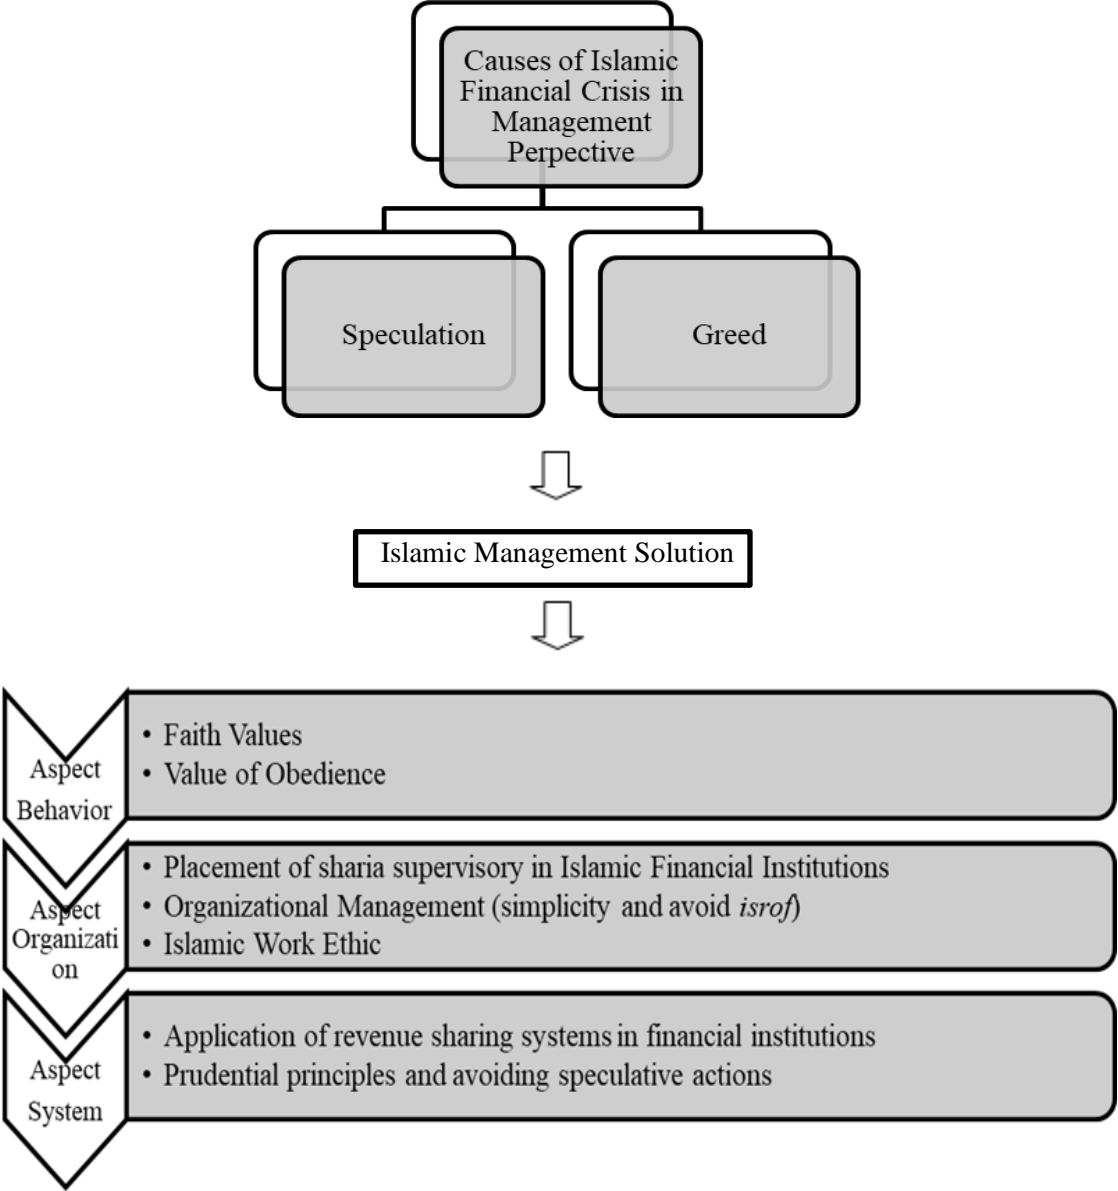 Causes of Islamic
Financial Crisis in
Management
Perpective
Speculation
Greed
Islamic Management Solution
Aspect
Behavior
• Faith Values
• Value of Obedience
Aspect
Organizati
on
• Placement of sharia supervisory in Islamic Financial Institutions
• Organizational Management (simplicity and avoid isrof)
• Islamic Work Ethic
Aspect
System
• Application of revenue sharing systems in financial institutions
• Prudential principles and avoiding speculative actions